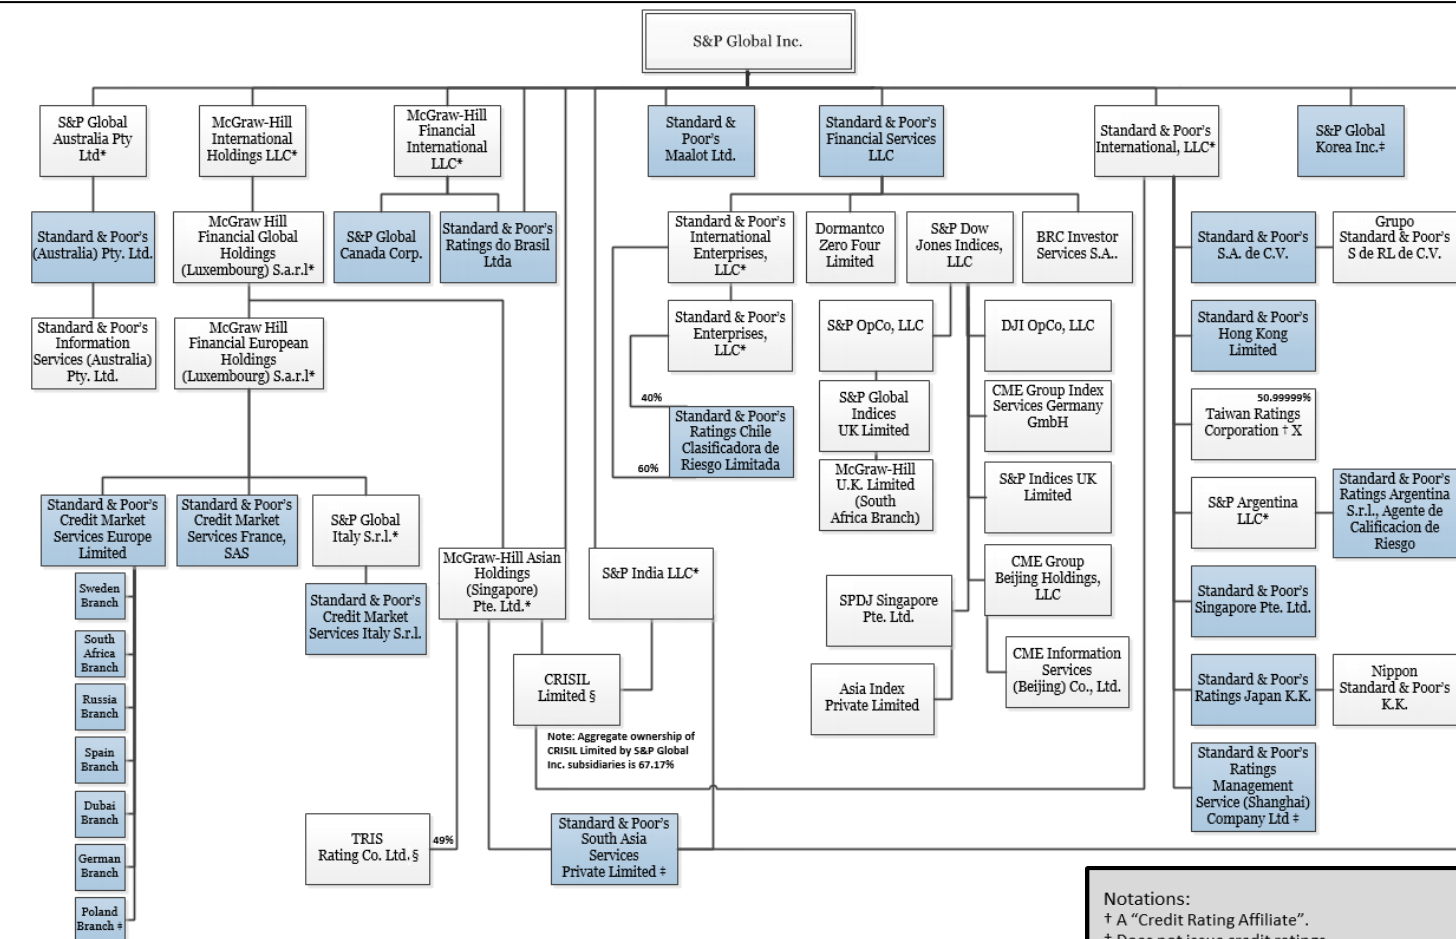 S&P Global Inc.
S&P Global
Australia Pty
Ltd*
McGraw-Hill
International
Holdings LLC*
McGraw-Hill
Financial
International
LLC*
Standard &
Poor's
Maalot Ltd.
Standard & Poor's
Financial Services
LLC
Standard & Poor's
International, LLC*
S&P Global
Korea Inc.‡
Standard & Poor's
(Australia) Pty. Ltd.
McGraw Hill
Financial Global
Holdings
(Luxembourg) S.a.r.l*
S&P Global
Canada Corp.
Standard & Poor's
Ratings do Brasil
Ltda
Standard & Poor's
International
Enterprises,
LLC*
Dormantco
Zero Four
Limited
S&P Dow
Jones Indices,
LLC
BRC Investor
Services S.A..
Standard & Poor's
S.A. de C.V.
Grupo
Standard & Poor's
S de RL de C.V.
Standard & Poor's
Information
Services (Australia)
Pty. Ltd.
McGraw Hill
Financial European
Holdings
(Luxembourg) S.a.r.l*
Standard & Poor's
Enterprises,
LLC*
S&P OpCo, LLC
DJI OpCo, LLC
Standard & Poor's
Hong Kong
Limited
40%
Standard & Poor's
Ratings Chile
Clasificadora de
Riesgo Limitada
60%
S&P Global
Indices
UK Limited
CME Group Index
Services Germany
GmbH
50.99999%
Taiwan Ratings
Corporation † X
McGraw-Hill
U.K. Limited
(South
Africa Branch)
S&P Indices UK
Limited
S&P Argentina
LLC*
Standard & Poor's
Ratings Argentina
S.r.l., Agente de
Calificacion de
Riesgo
Standard & Poor's
Credit Market
Services Europe
Limited
Standard & Poor's
Credit Market
Services France,
SAS
S&P Global
Italy S.r.l.*
McGraw-Hill Asian
Holdings
(Singapore)
Pte. Ltd.*
S&P India LLC*
CME Group
Beijing Holdings,
LLC
Standard & Poor's
Singapore Pte. Ltd.
Sweden
Branch
Standard & Poor's
Credit Market
Services Italy S.r.l.
SPDJ Singapore
Pte. Ltd.
South
Africa
Branch
CRISIL
Limited §
CME Information
Services
(Beijing) Co., Ltd.
Standard & Poor's
Ratings Japan K.K.
Nippon
Standard & Poor's
K.K.
Russia
Branch
Asia Index
Private Limited
Note: Aggregate ownership of
CRISIL Limited by S&P Global
Inc. subsidiaries is 67.17%
Spain
Branch
Standard & Poor's
Ratings
Management
Service (Shanghai)
Company Ltd ‡
Dubai
Branch
TRIS
Rating Co. Ltd. §
49%
Standard & Poor's
South Asia
Services
Private Limited ‡
German
Branch
Poland
Branch ‡
Notations:
† A “Credit Rating Affiliate”.
‡ Does not issue credit ratings